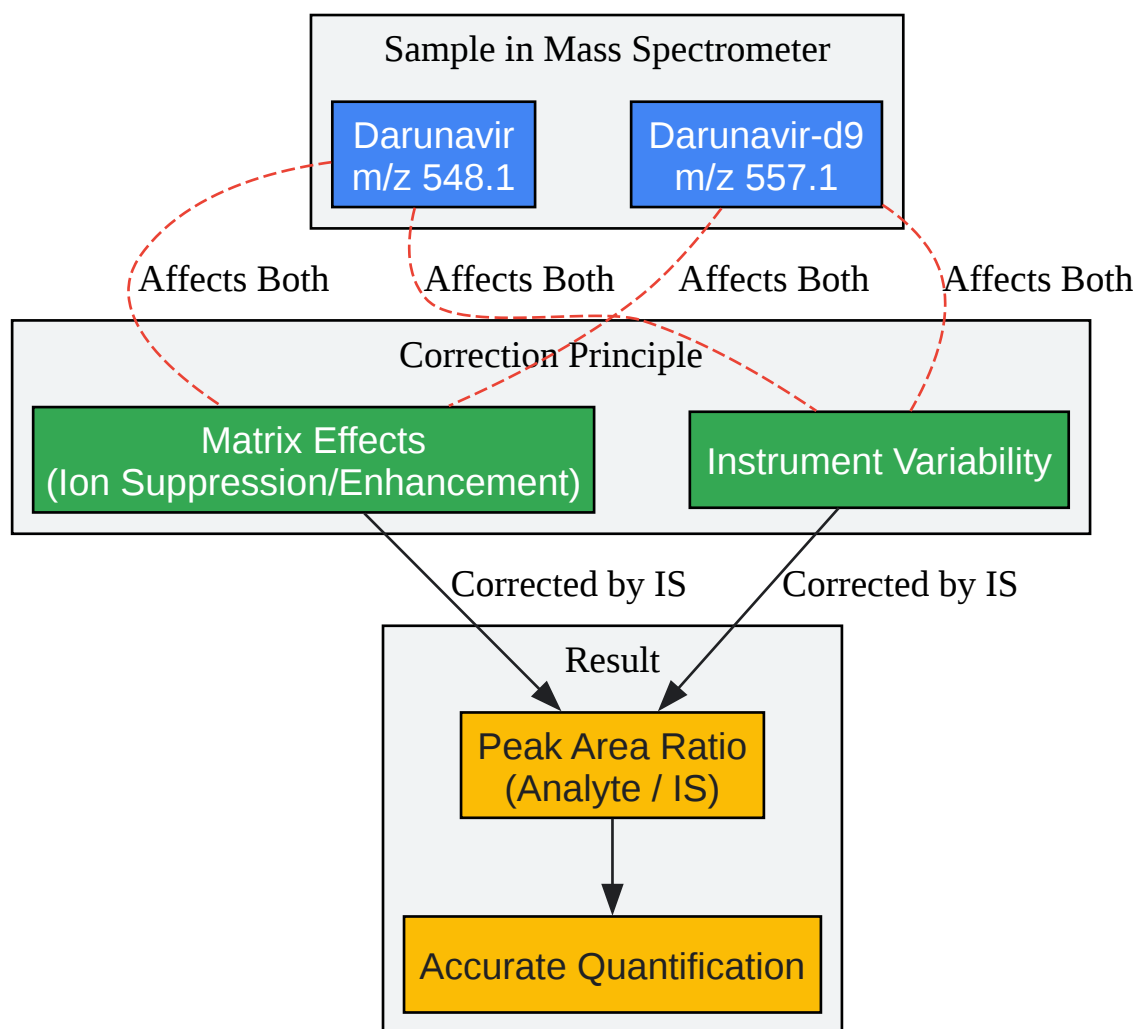 Sample in Mass Spectrometer
Darunavir
m/z 548.1
Darunavir-d9
m/z 557.1
Affects Both
Affects Both
Affects Both
Affects Both
Correction Principle
Matrix Effects
(Ion Suppression/Enhancement)
Instrument Variability
Corrected by IS
Corrected by IS
Result
Peak Area Ratio
(Analyte / IS)
Accurate Quantification